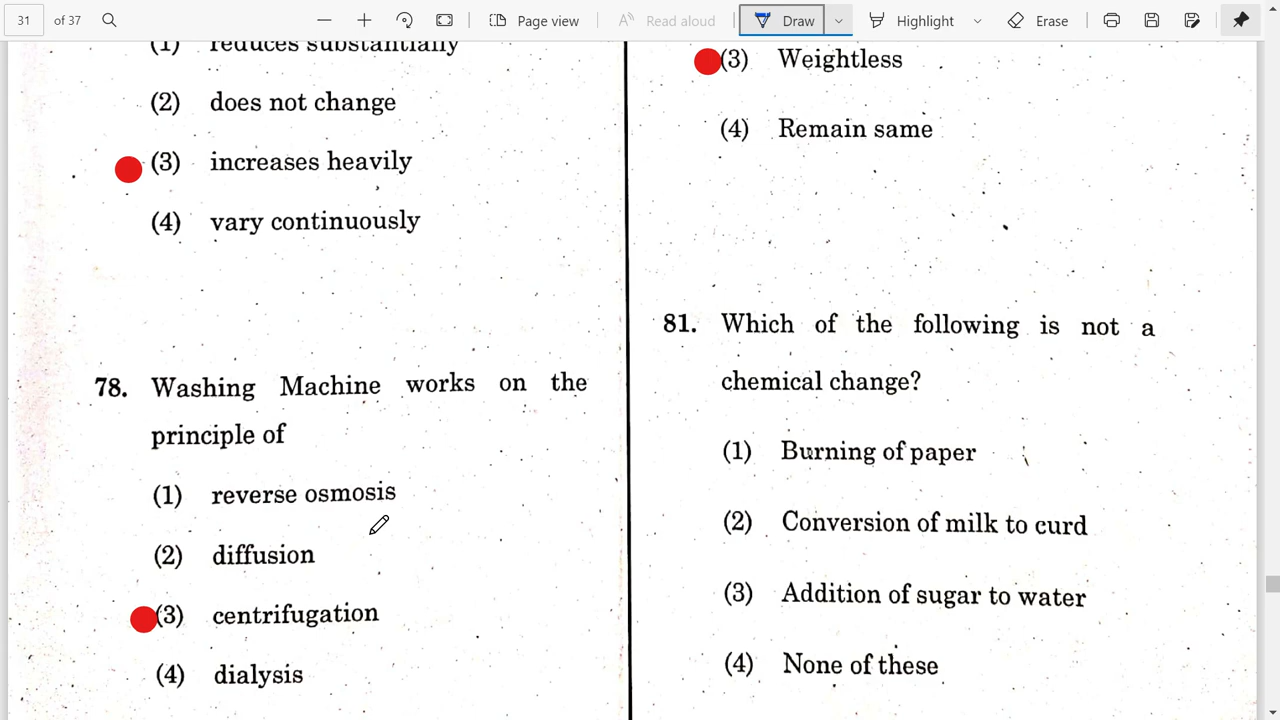 31 of 37 Page view Read aloud Draw Highlight Erase
(1) reduces substantially
(2) does not change
(3) increases heavily
(4) vary continuously
78. Washing Machine works on the
principle of
(1) reverse osmosis
(2) diffusion
(3) centrifugation
(4) dialysis
(3) Weightless
(4) Remain same
81. Which of the following is not a
chemical change?
(1) Burning of paper
(2) Conversion of milk to curd
(3) Addition of sugar to water
(4) None of these